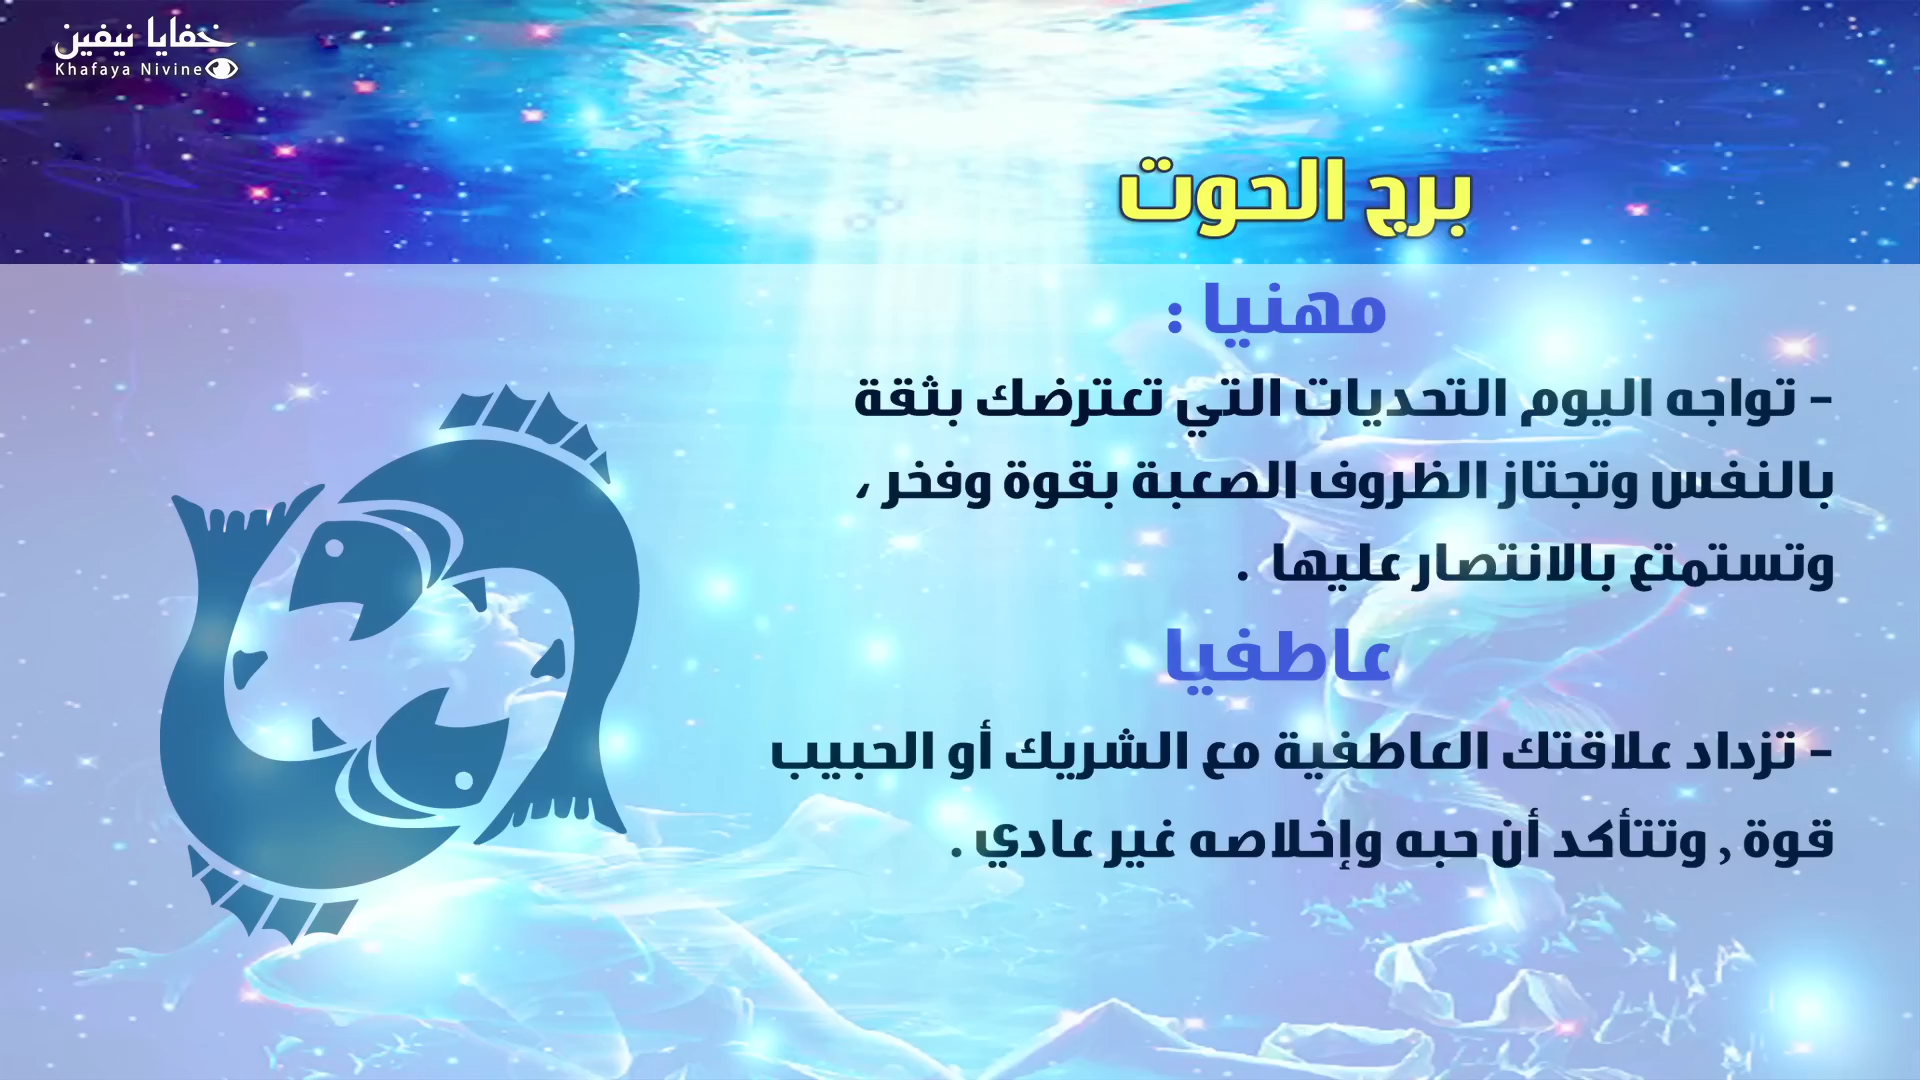 خفايا نيفين
Khafaya Nivine
برج الحوت
مهنيا :
- تواجه اليوم التحديات التي تعترضك بثقة
بالنفس وتجتاز الظروف الصعبة بقوة وفخر ،
وتستمتع بالانتصار عليها .
عاطفيا
- تزداد علاقتك العاطفية مع الشريك أو الحبيب
قوة , وتتأكد أن حبه وإخلاصه غير عادي .